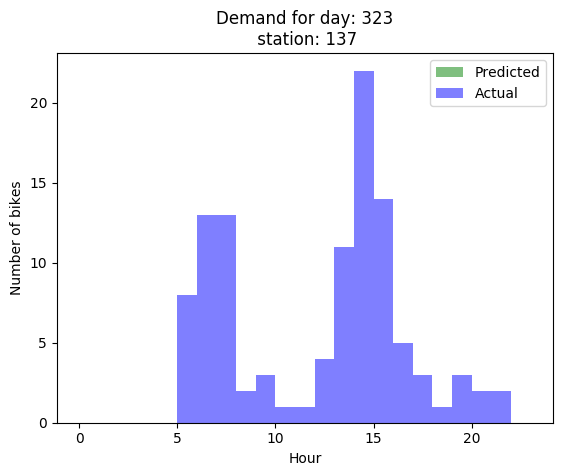 Demand for day: 323
station: 137
Predicted
Actual
Number of bikes
20
15
10
5
0
0
5
10
15
20
Hour